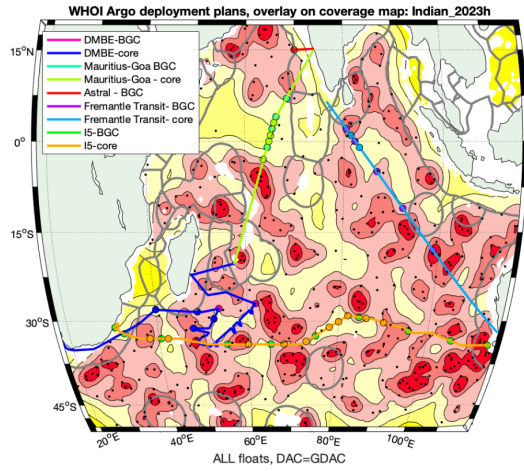 WHOI Argo deployment plans, overlay on coverage map: Indian_2023h
DMBE-BGC
DMBE-core
Mauritius-Goa BGC
Mauritius-Goa - core
Astral - BGC
Fremantle Transit- BGC
Fremantle Transit- core
I5-BGC
I5-core
15°N
0°
15°S
30°S
45°S
20°E
40°E
60°E
80°E
100°E
ALL floats, DAC=GDAC